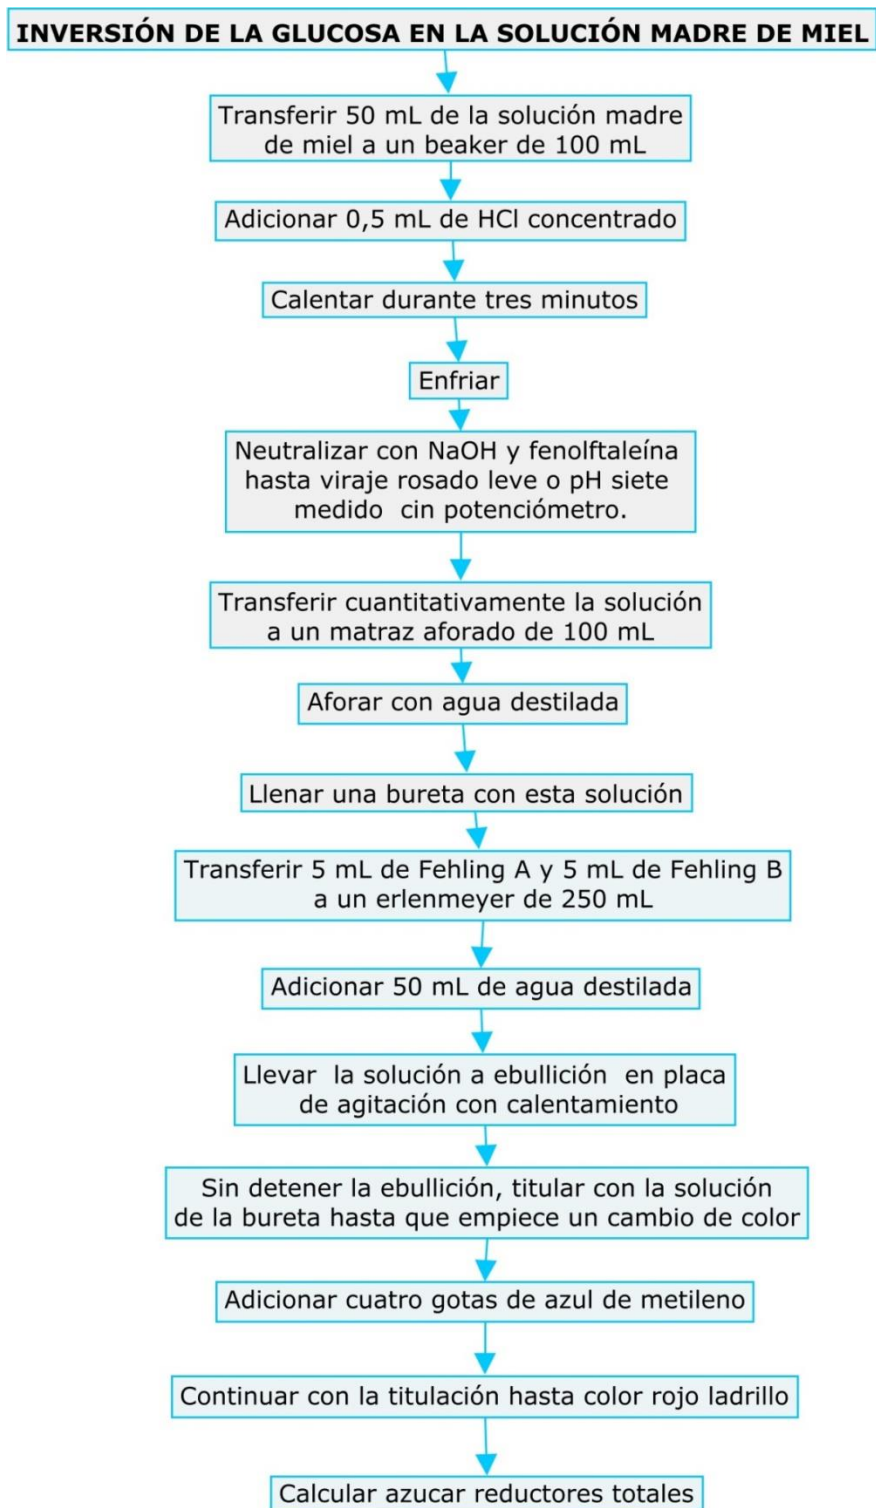 INVERSIÓN DE LA GLUCOSA EN LA SOLUCIÓN MADRE DE MIEL
Transferir 50 mL de la solución madre
de miel a un beaker de 100 mL
Adicionar 0,5 mL de HCl concentrado
Calentar durante tres minutos
Enfriar
Neutralizar con NaOH y fenolftaleína
hasta viraje rosado leve o pH siete
medido cin potenciómetro.
Transferir cuantitativamente la solución
a un matraz aforado de 100 mL
Aforar con agua destilada
Llenar una bureta con esta solución
Transferir 5 mL de Fehling A y 5 mL de Fehling B
a un erlenmeyer de 250 mL
Adicionar 50 mL de agua destilada
Llevar la solución a ebullición en placa
de agitación con calentamiento
Sin detener la ebullición, titular con la solución
de la bureta hasta que empiece un cambio de color
Adicionar cuatro gotas de azul de metileno
Continuar con la titulación hasta color rojo ladrillo
Calcular azucar reductores totales